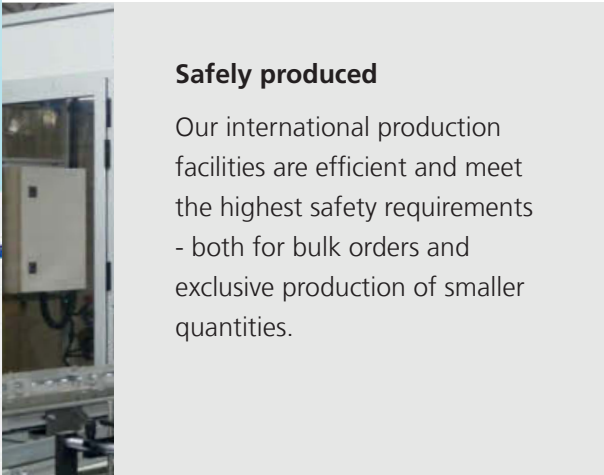 Safely produced
Our international production
facilities are efficient and meet
the highest safety requirements
- both for bulk orders and
exclusive production of smaller
quantities.